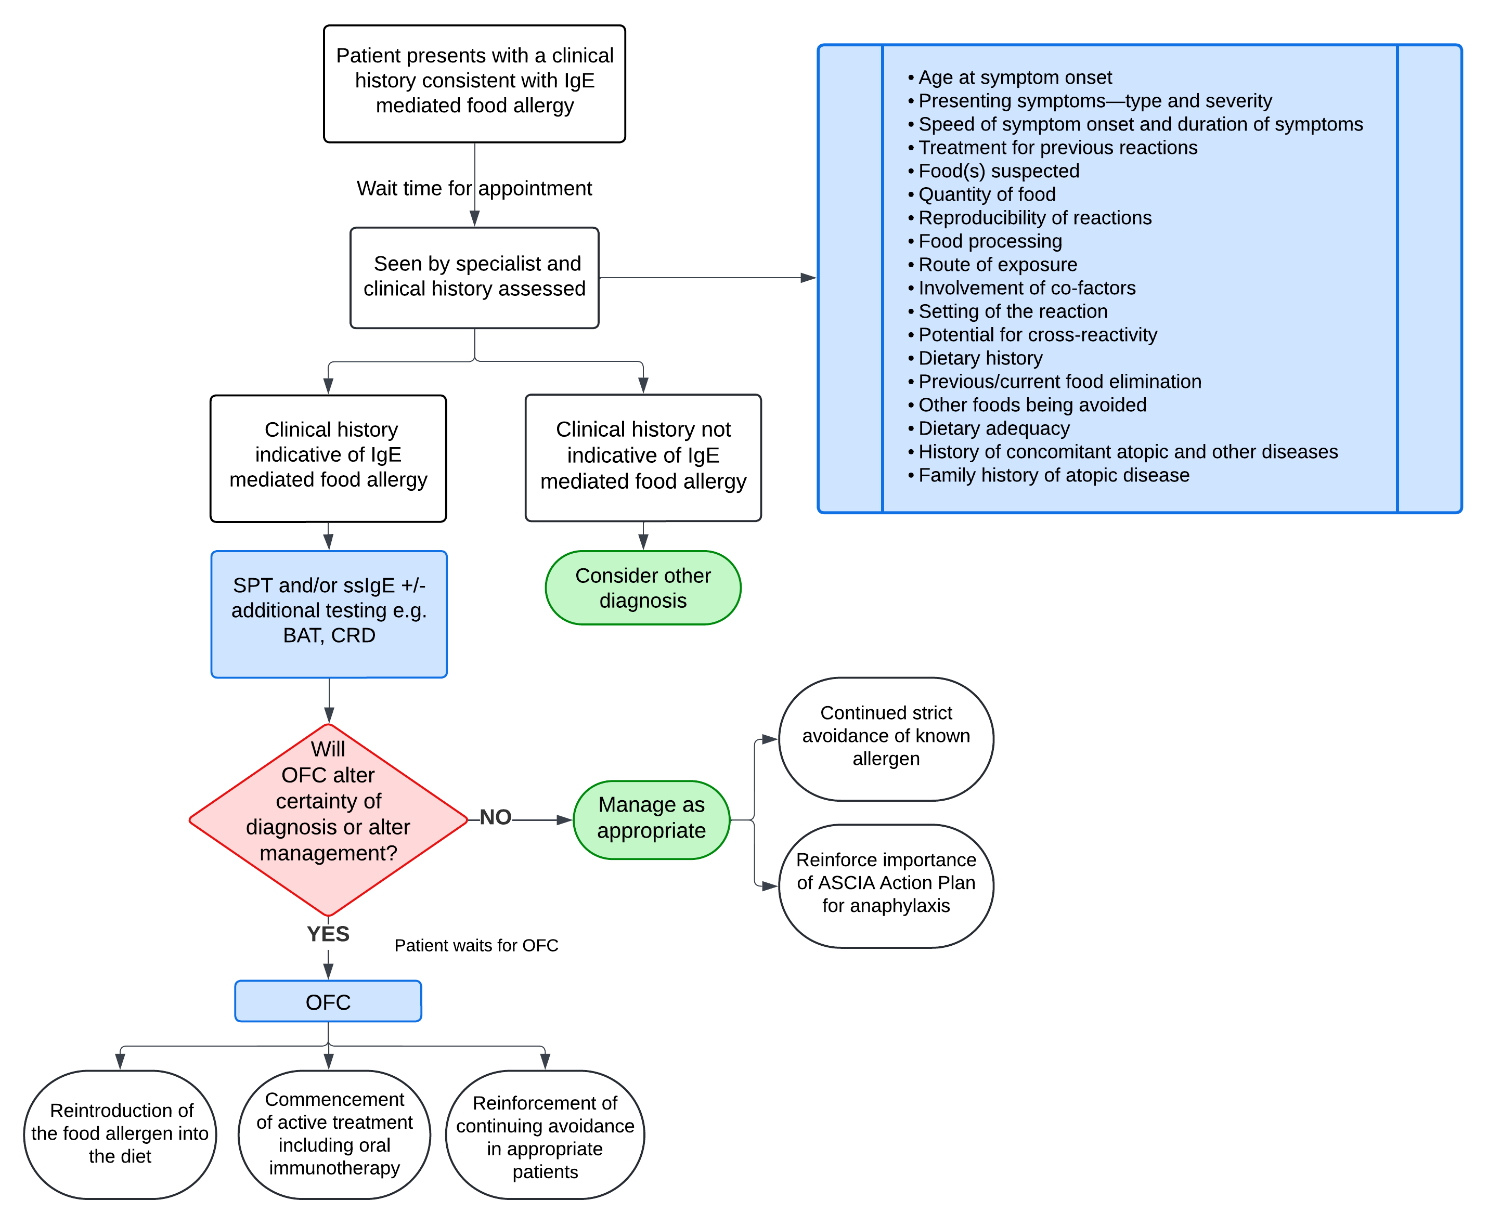 Patient presents with a clinical
history consistent with IgE
mediated food allergy
Wait time for appointment
Seen by specialist and
clinical history assessed
• Age at symptom onset
• Presenting symptoms—type and severity
• Speed of symptom onset and duration of symptoms
• Treatment for previous reactions
• Food(s) suspected
• Quantity of food
• Reproducibility of reactions
• Food processing
• Route of exposure
• Involvement of co-factors
• Setting of the reaction
• Potential for cross-reactivity
• Dietary history
• Previous/current food elimination
• Other foods being avoided
• Dietary adequacy
• History of concomitant atopic and other diseases
• Family history of atopic disease
Clinical history
indicative of IgE
mediated food allergy
Clinical history not
indicative of IgE
mediated food allergy
SPT and/or ssIgE +/-
additional testing e.g.
BAT, CRD
Consider other
diagnosis
Will
OFC alter
certainty of
diagnosis or alter
management?
NO
Manage as
appropriate
Continued strict
avoidance of known
allergen
Reinforce importance
of ASCIA Action Plan
for anaphylaxis
YES
Patient waits for OFC
OFC
Reintroduction of
the food allergen into
the diet
Commencement
of active treatment
including oral
immunotherapy
Reinforcement of
continuing avoidance
in appropriate
patients